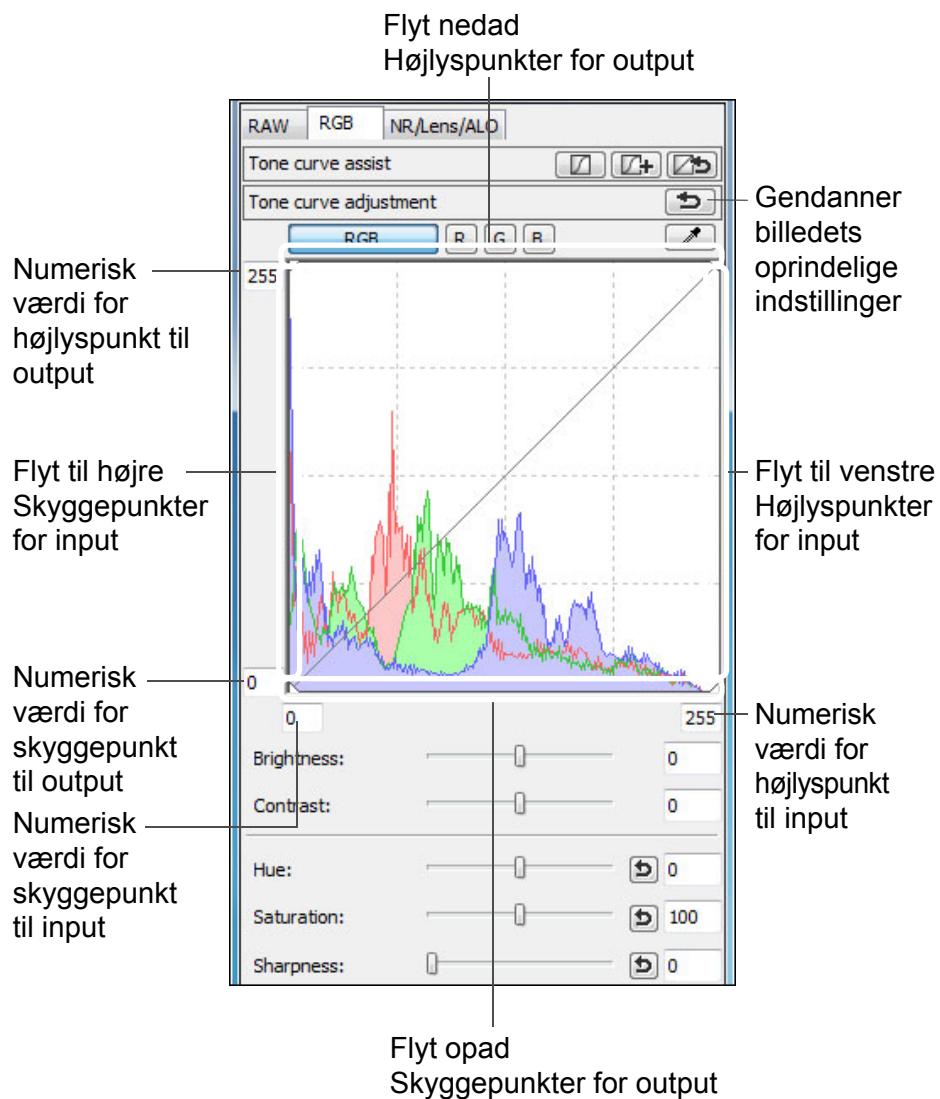 Flyt nedad
Højlyspunkter for output
RAW RGB NR/Lens/ALO
Tone curve assist
Tone curve adjustment
RGB R G B
Gendanner
billedets
oprindelige
indstillinger
Numerisk
værdi for
højlyspunkt til
output
255
Flyt til højre
Skyggepunkter
for input
Flyt til venstre
Højlyspunkter
for input
Numerisk
værdi for
skyggepunkt
til output
0
0
255
Numerisk
værdi for
højlyspunkt
til input
Numerisk
værdi for
skyggepunkt
til input
Brightness: 0
Contrast: 0
Hue: 0
Saturation: 100
Sharpness: 0
Flyt opad
Skyggepunkter for output